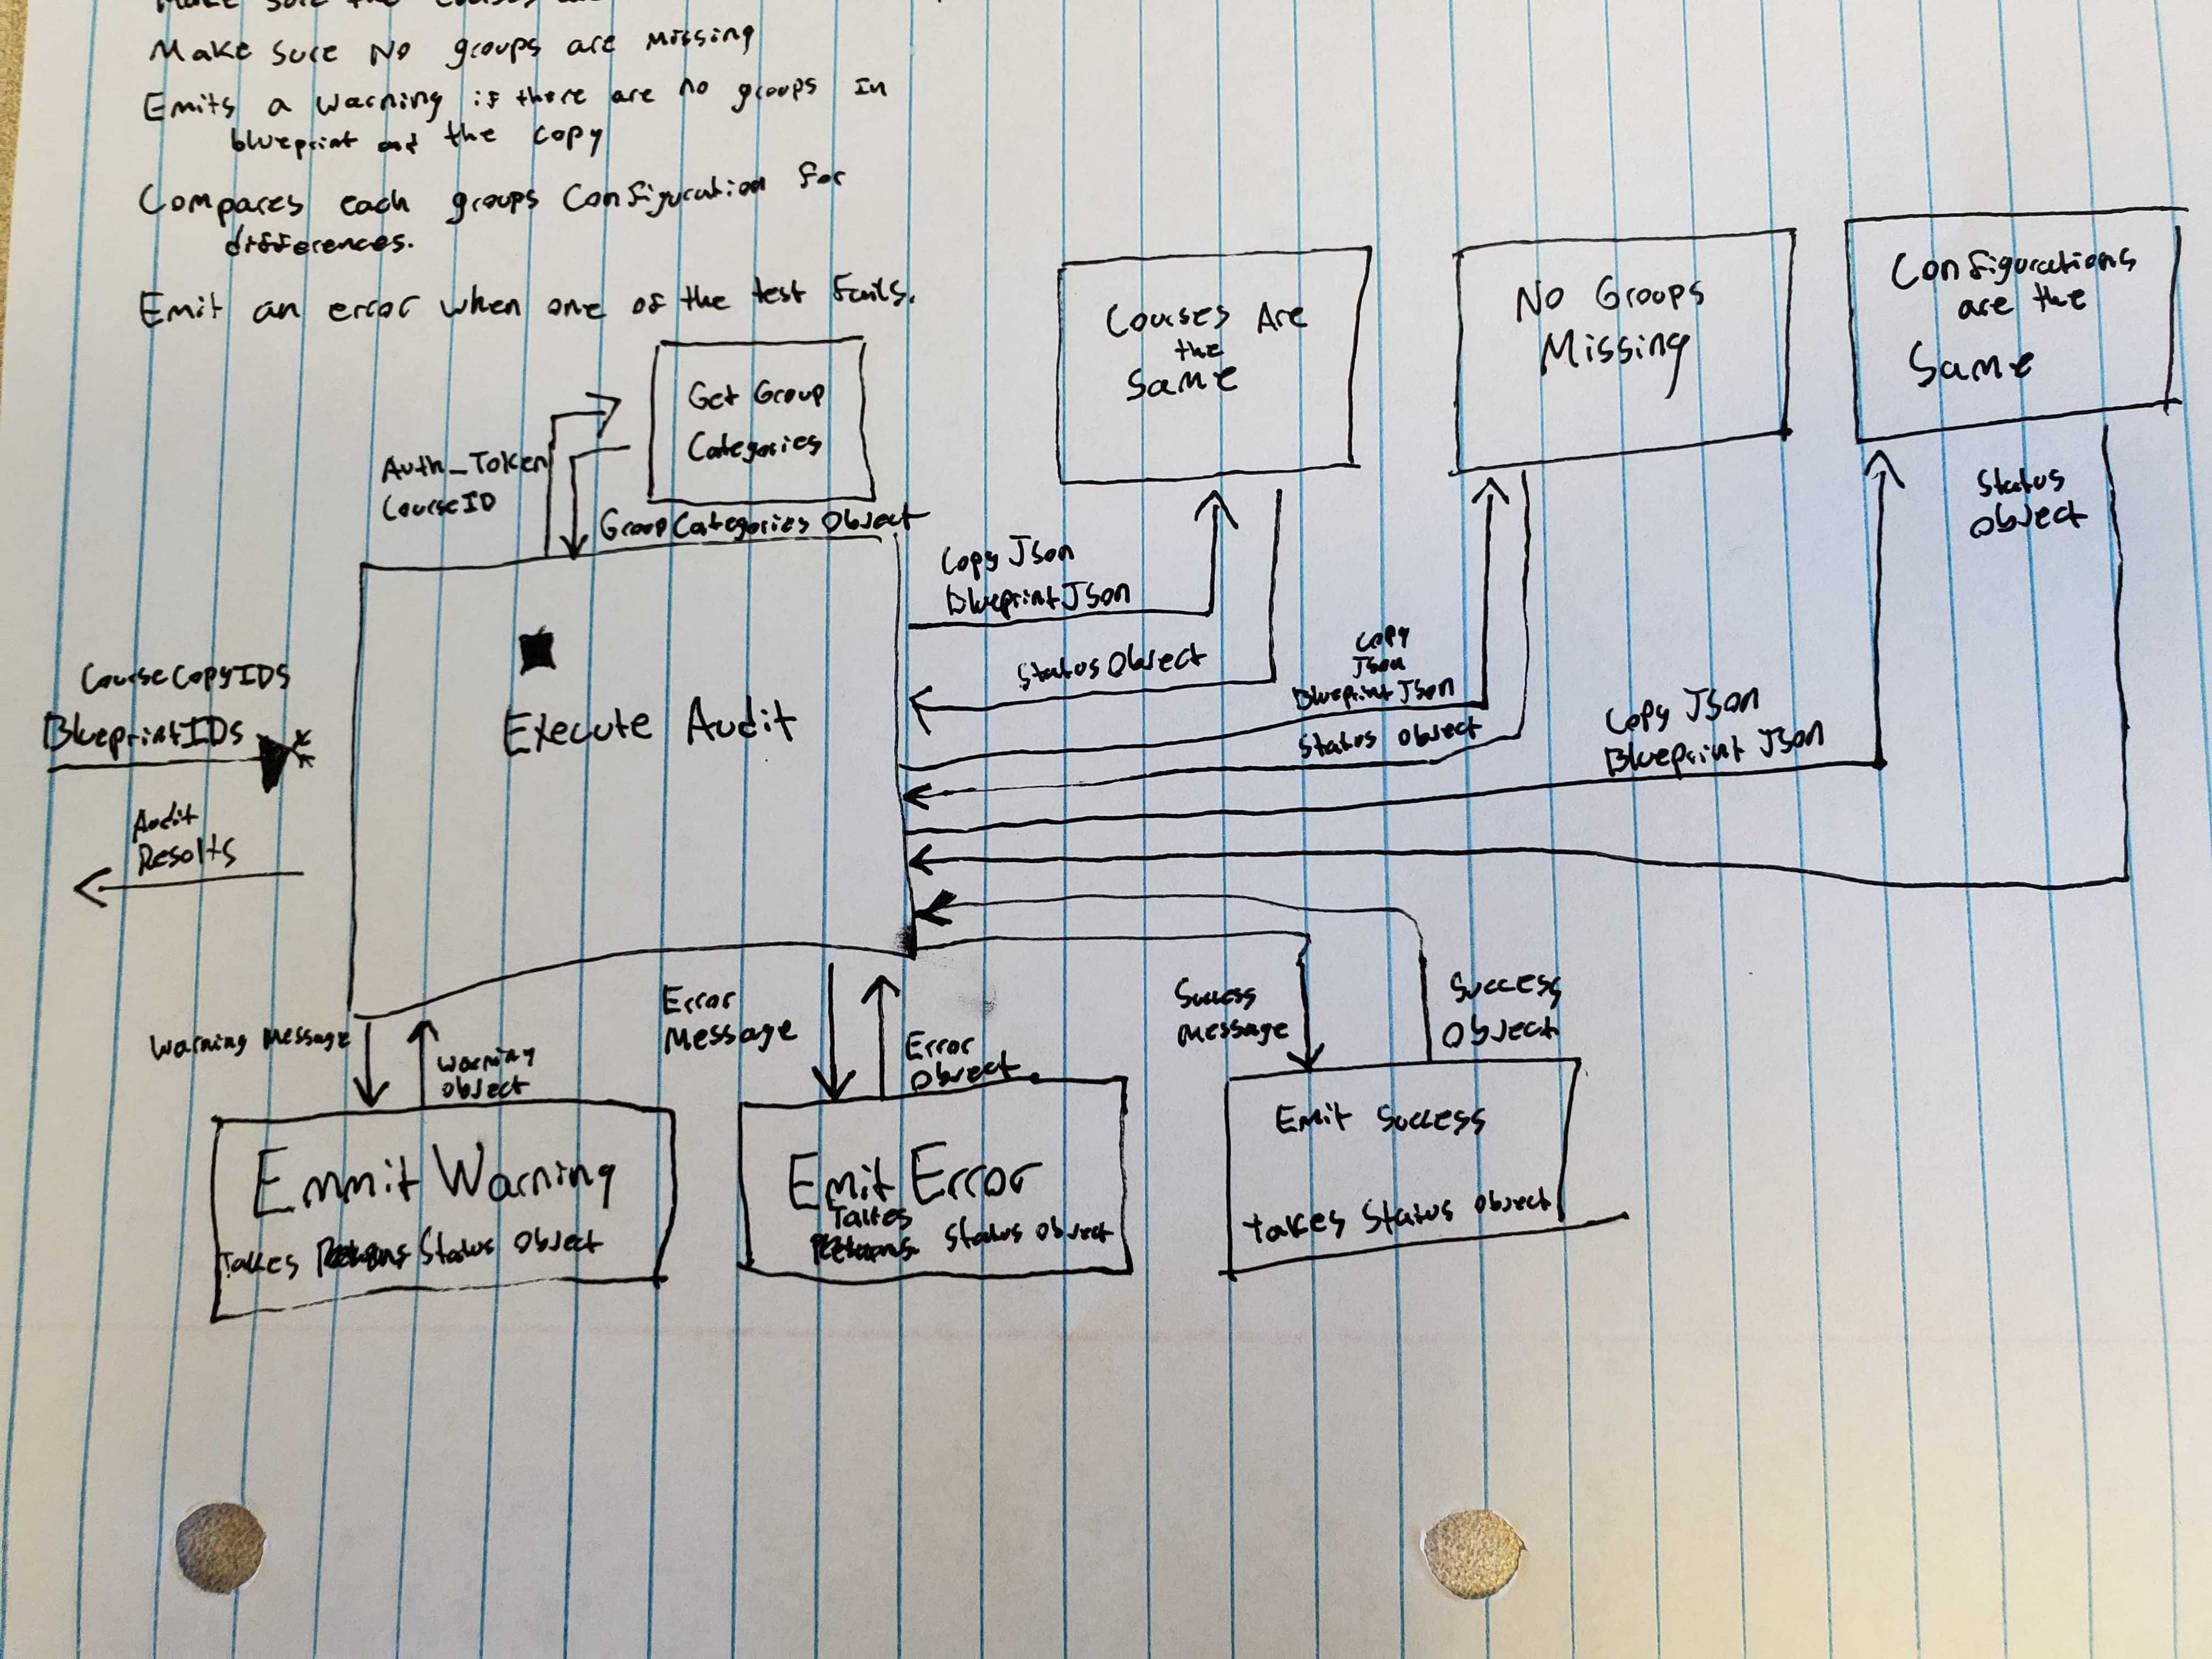 Make sure the courses are
Make sure No groups are missing
Emits a warning if there are no groups in
blueprint and the copy
Compares each groups Configuration for
differences.
Emit an error when one of the test fails.
Get Group
Categories
Auth_Token
CourseID
GroupCategories Object
Courses Are
the
Same
No Groups
Missing
Configurations
are the
Same
Copy Json
Blueprint Json
Status Object
Copy
Json
Blueprint Json
Status object
Copy Json
Blueprint Json
Status
Object
CourseCopyIDS
BlueprintIDs
Audit
Results
Execute Audit
Warning Message
Warning
Object
Error
Message
Error
Object
Success
Message
Success
Object
Emmit Warning
Takes Status Object
Emit Error
Takes
Status Object
Emit Success
Takes Status Object